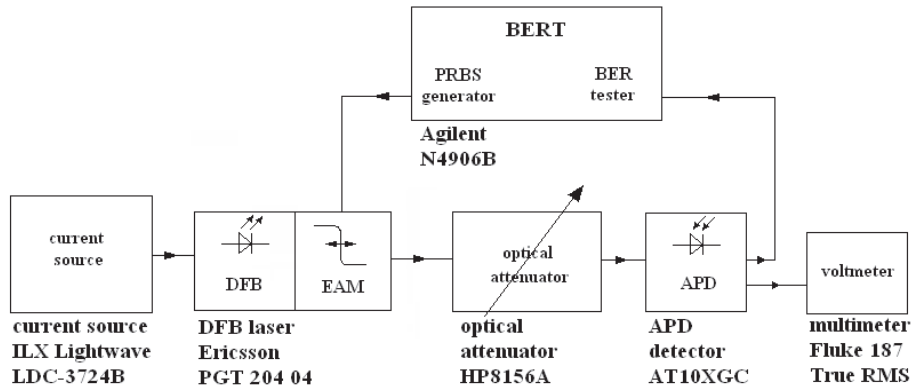 BERT
PRBS
generator
BER
tester
Agilent
N4906B
current
source
DFB
EAM
optical
attenuator
APD
voltmeter
current source
ILX Lightwave
LDC-3724B
DFB laser
Ericsson
PGT 204 04
optical
attenuator
HP8156A
APD
detector
AT10XGC
multimeter
Fluke 187
True RMS